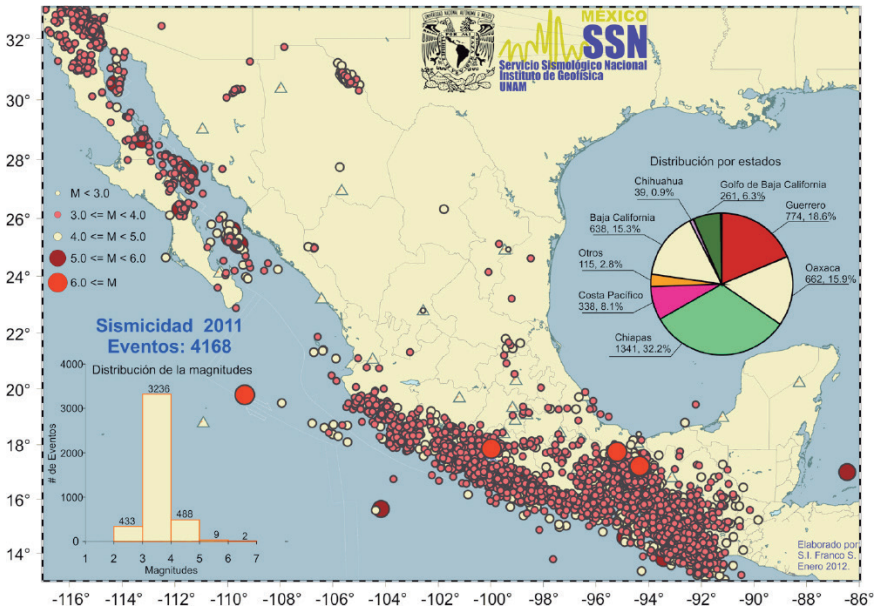 MÉXICO
SSN
Servicio Sismológico Nacional
Instituto de Geofísica
UNAM
32°
30°
28°
26°
24°
22°
20°
18°
16°
14°
M < 3.0
3.0 <= M < 4.0
4.0 <= M < 5.0
5.0 <= M < 6.0
6.0 <= M
Distribución por estados
Chihuahua
39, 0.9%
Golfo de Baja California
261, 6.3%
Guerrero
774, 18.6%
Baja California
638, 15.3%
Otros
115, 2.8%
Oaxaca
662, 15.9%
Costa Pacífico
338, 8.1%
Chiapas
1341, 32.2%
Sismicidad 2011
Eventos: 4168
Distribución de la magnitudes
4000
3000
2000
1000
0
# de Eventos
3236
433
488
9
2
1 2 3 4 5 6 7
Magnitudes
Elaborado por
S.I. Franco S.
Enero 2012.
-116° -114° -112° -110° -108° -106° -104° -102° -100° -98° -96° -94° -92° -90° -88° -86°